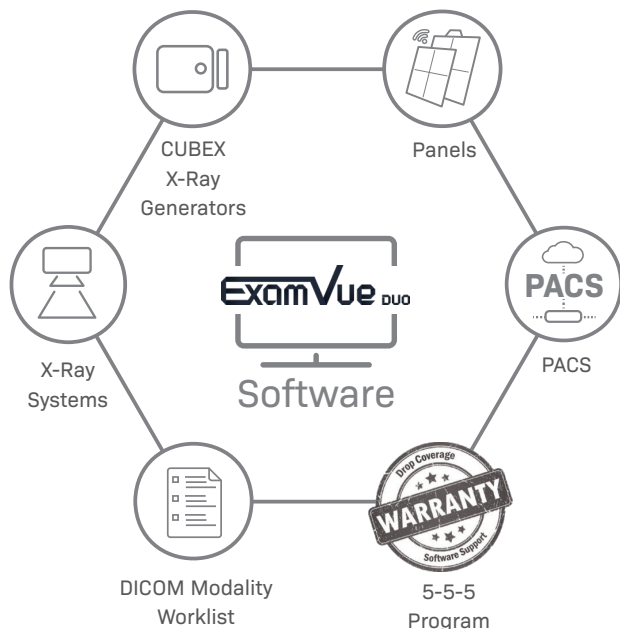 CUBEX
X-Ray
Generators
Panels
ExamVue DUO
Software
X-Ray
Systems
PACS
PACS
Drop Coverage
WARRANTY
Software Support
DICOM Modality
Worklist
5-5-5
Program